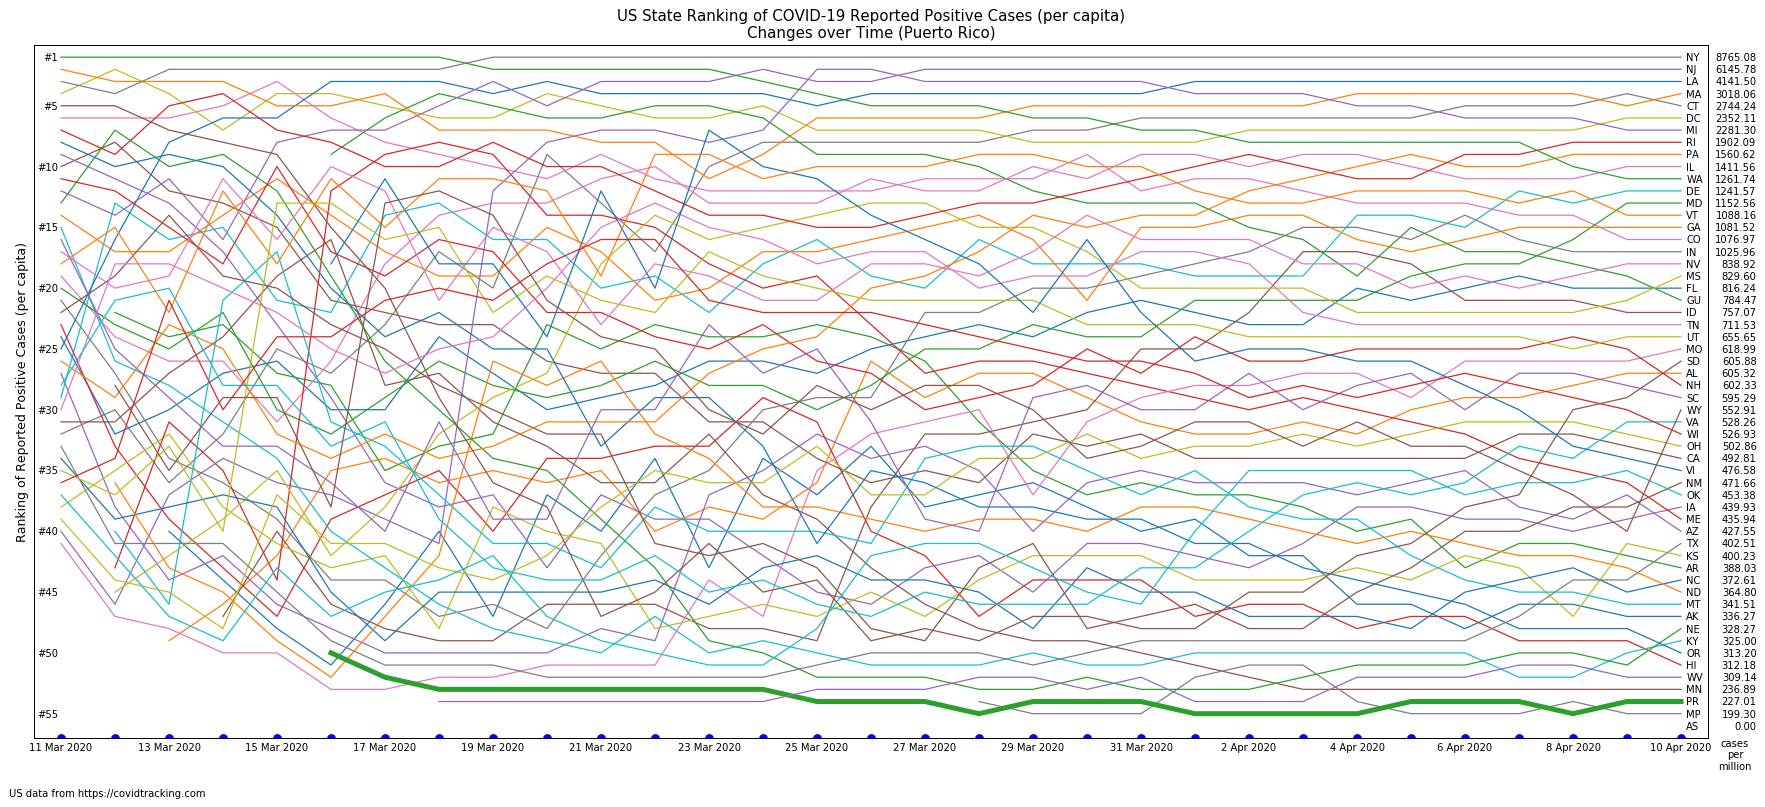 US State Ranking of COVID-19 Reported Positive Cases (per capita)
Changes over Time (Puerto Rico)
Ranking of Reported Positive Cases (per capita)
#1
#5
#10
#15
#20
#25
#30
#35
#40
#45
#50
#55
NY 8765.08
NJ 6145.78
LA 4141.50
MA 3018.06
CT 2744.24
DC 2352.11
MI 2281.30
RI 1902.09
PA 1560.62
IL 1411.56
WA 1261.74
DE 1241.57
MD 1152.56
VT 1088.16
GA 1081.52
CO 1076.97
IN 1025.96
NV 838.92
MS 829.60
FL 816.24
GU 784.47
ID 757.07
TN 711.53
UT 655.65
MO 618.99
SD 605.88
AL 605.32
NH 602.33
SC 595.29
WY 552.91
VA 528.26
WI 526.93
OH 502.86
CA 492.81
VI 476.58
NM 471.66
OK 453.38
IA 439.93
ME 435.94
AZ 427.55
TX 402.51
KS 400.23
AR 388.03
NC 372.61
ND 364.80
MT 341.51
AK 336.27
NE 328.27
KY 325.00
OR 313.20
HI 312.18
WV 309.14
MN 236.89
PR 227.01
MP 199.30
AS 0.00
11 Mar 2020 13 Mar 2020 15 Mar 2020 17 Mar 2020 19 Mar 2020 21 Mar 2020 23 Mar 2020 25 Mar 2020 27 Mar 2020 29 Mar 2020 31 Mar 2020 2 Apr 2020 4 Apr 2020 6 Apr 2020 8 Apr 2020 10 Apr 2020
cases
per
million
US data from https://covidtracking.com